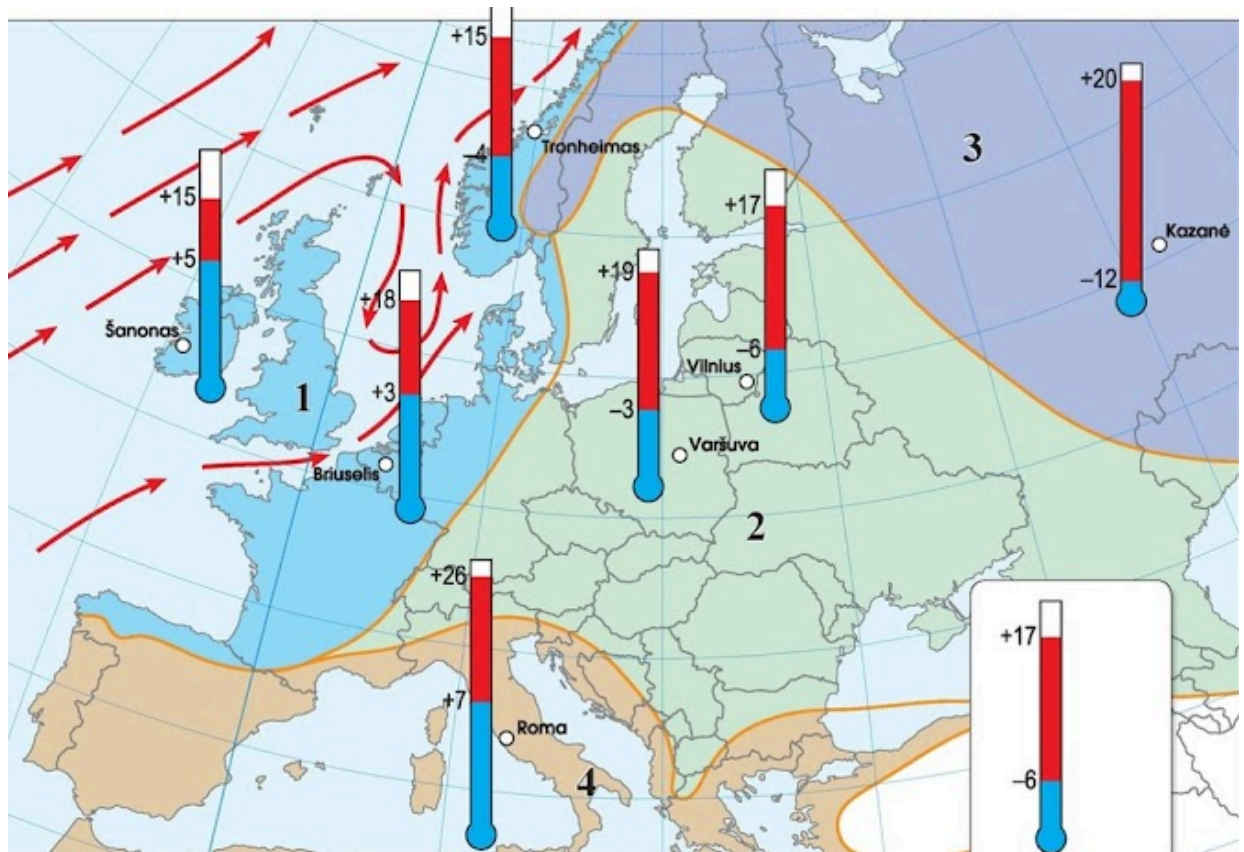 +15
–4
Tronheimas
+20
–12
3
Kazanė
+15
+5
Šanonas
+17
–6
Vilnius
+19
–3
Varšuva
+18
+3
1
Briuselis
2
+26
+7
Roma
4
+17
–6